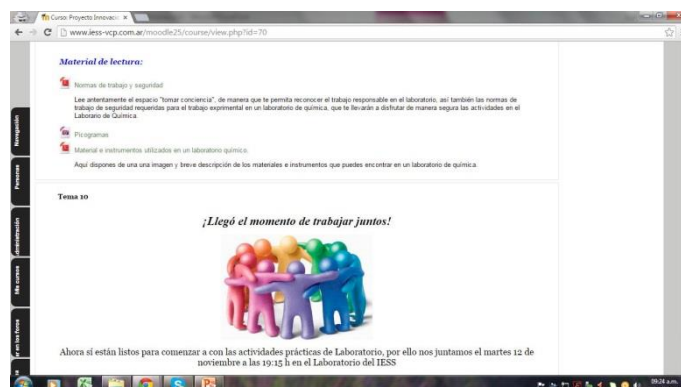 Curso: Proyecto Innovaci
www.iess-vcp.com.ar/moodle25/course/view.php?id=70
Material de lectura:
Normas de trabajo y seguridad
Lee antentamente el espacio "tomar conciencia", de manera que te permita reconocer el trabajo responsable en el laboratorio, así también las normas de
trabajo de seguridad requeridas para el trabajo exprimental en un laboratorio de química, que te llevarán a disfrutar de manera segura las actividades en el
Laborario de Química.
Picogramas
Material e instrumentos utilizados en un laboratorio químico.
Aquí dispones de una una imagen y breve descripción de los materiales e instrumentos que puedes encontrar en un laboratorio de química.
Navegación
Personas
dministración
Mis cursos
ar en los foros
Tema 10
¡Llegó el momento de trabajar juntos!
Ahora sí están listos para comenzar a con las actividades prácticas de Laboratorio, por ello nos juntamos el martes 12 de
noviembre a las 19:15 h en el Laboratorio del IESS
09:24 a.m.